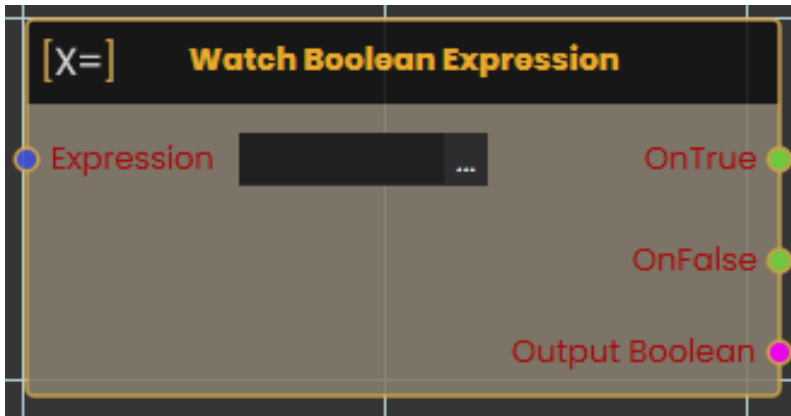 [X=] Watch Boolean Expression
Expression ... OnTrue
OnFalse
Output Boolean